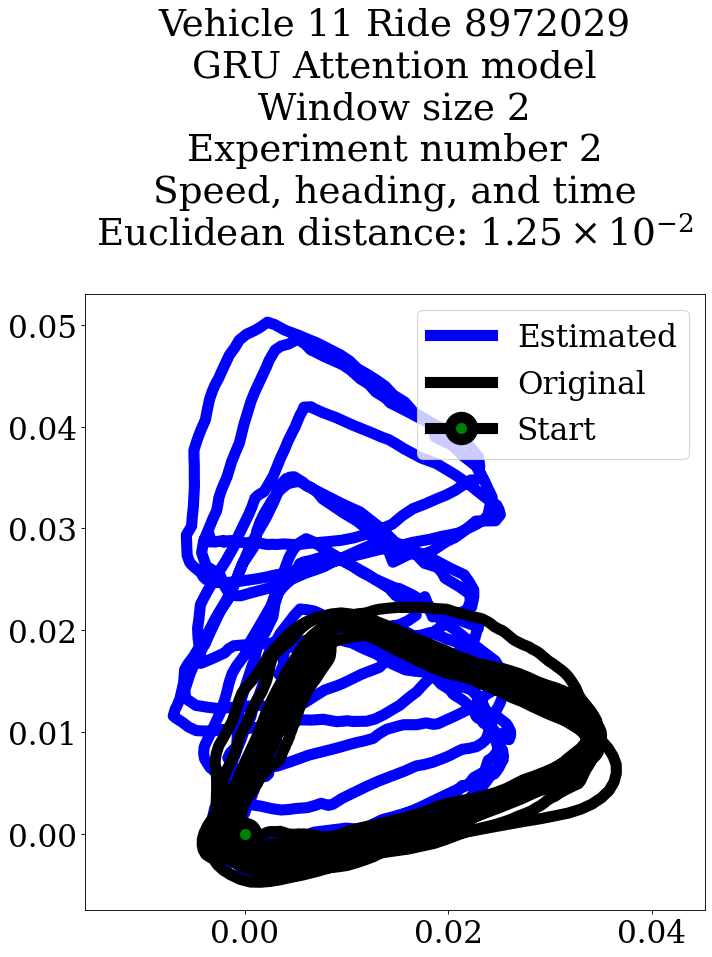 Vehicle 11 Ride 8972029
GRU Attention model
Window size 2
Experiment number 2
Speed, heading, and time
Euclidean distance: 1.25 × 10⁻²
Estimated
Original
Start
0.05
0.04
0.03
0.02
0.01
0.00
0.00 0.02 0.04